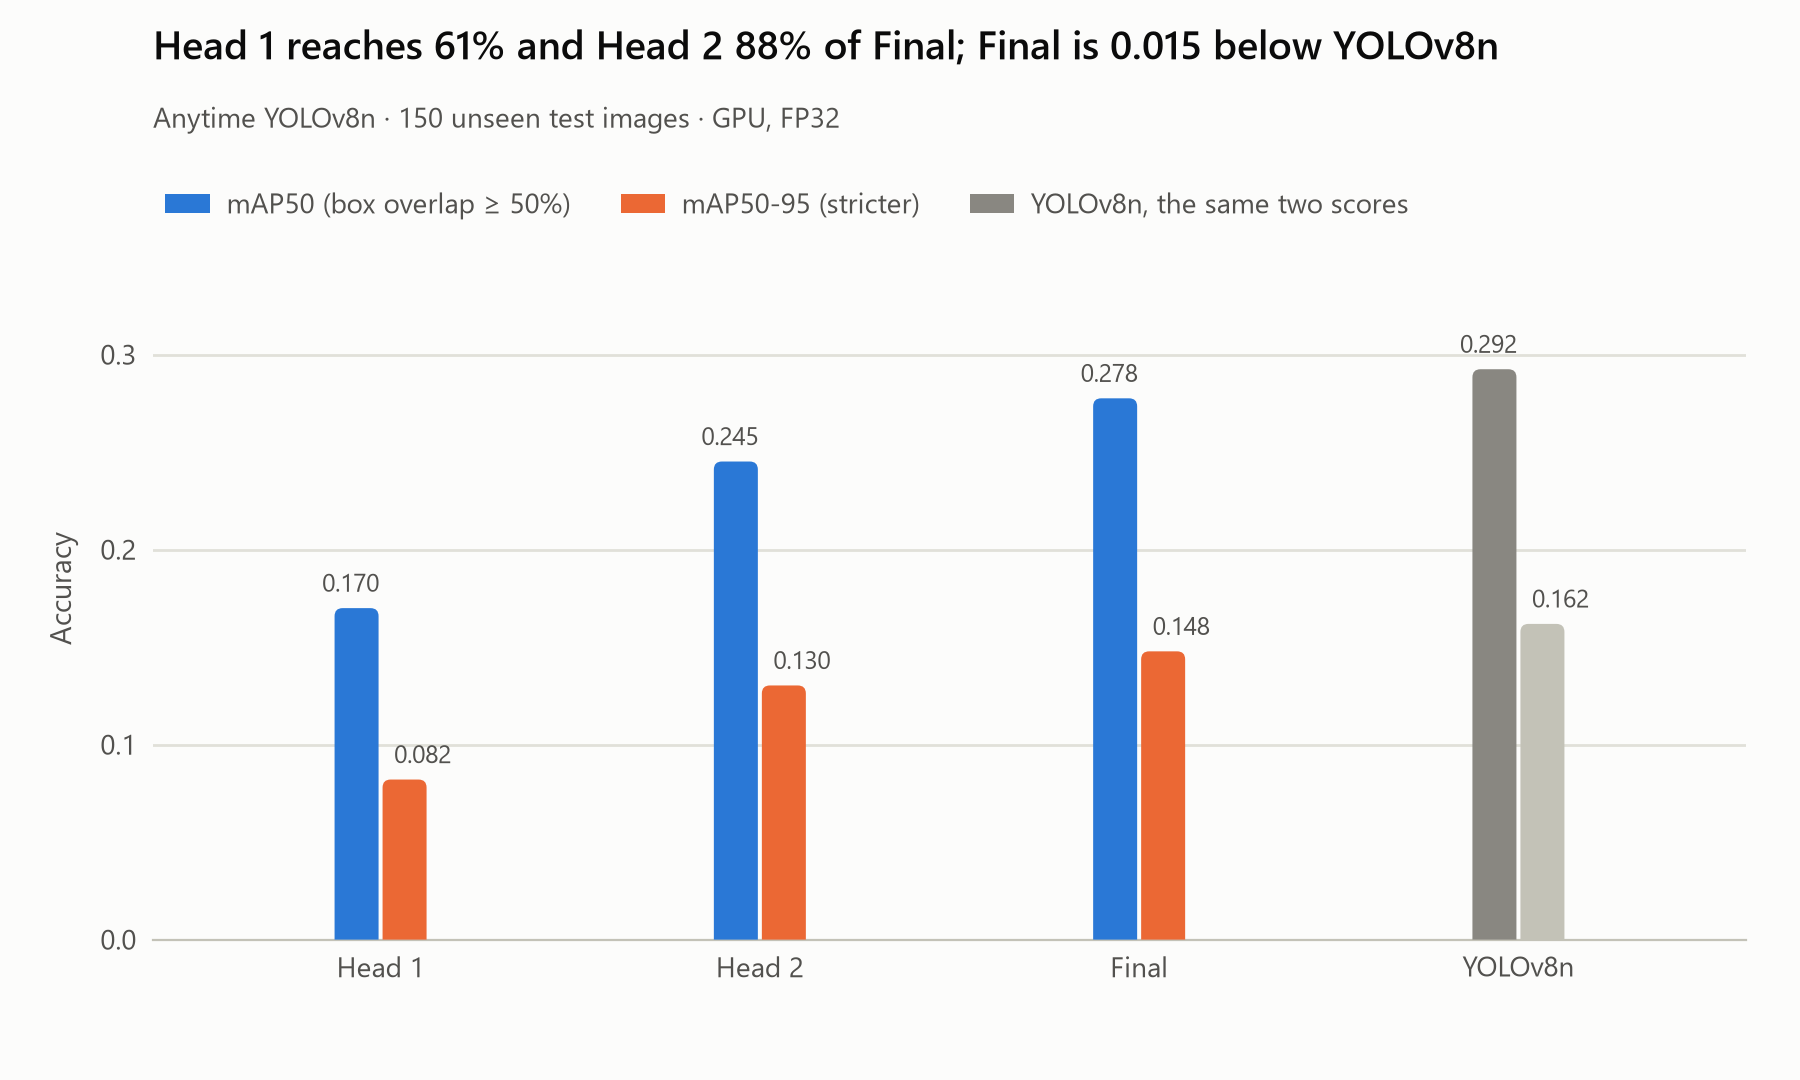 Head 1 reaches 61% and Head 2 88% of Final; Final is 0.015 below YOLOv8n
Anytime YOLOv8n · 150 unseen test images · GPU, FP32
mAP50 (box overlap ≥ 50%)
mAP50-95 (stricter)
YOLOv8n, the same two scores
Accuracy
0.3
0.2
0.1
0.0
0.170
0.082
0.245
0.130
0.278
0.148
0.292
0.162
Head 1
Head 2
Final
YOLOv8n